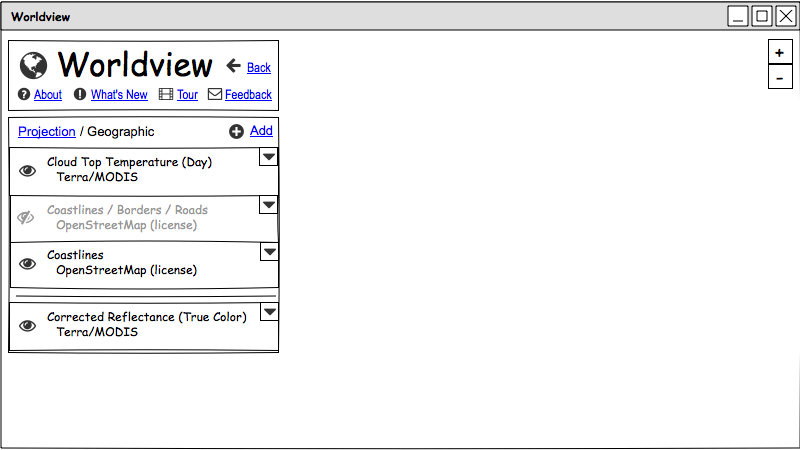 Worldview
Worldview Back
About What's New Tour Feedback
Projection / Geographic Add
Cloud Top Temperature (Day)
Terra/MODIS
Coastlines / Borders / Roads
OpenStreetMap (license)
Coastlines
OpenStreetMap (license)
Corrected Reflectance (True Color)
Terra/MODIS
+
-